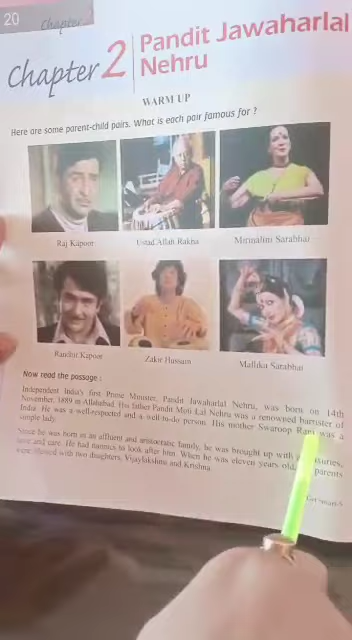 20 Chapter
Chapter 2
Pandit Jawaharlal
Nehru
WARM UP
Here are some parent-child pairs. What is each pair famous for ?
Raj Kapoor Ustad Allah Rakha Mrinalini Sarabhai
Randhir Kapoor Zakir Hussain Mallika Sarabhai
Now read the passage :
Independent India's first Prime Minister, Pandit Jawaharlal Nehru, was born on 14th
November, 1889 in Allahabad. His father Pandit Moti Lal Nehru was a renowned barrister of
India. He was a well-respected and a well-to-do person. His mother Swaroop Rani was a
simple lady.
Since he was born in an affluent and aristocratic family, he was brought up with
love and care. He had nannies to look after him. When he was eleven years old, parents
were blessed with two daughters, Vijaylakshmi and Krishna.